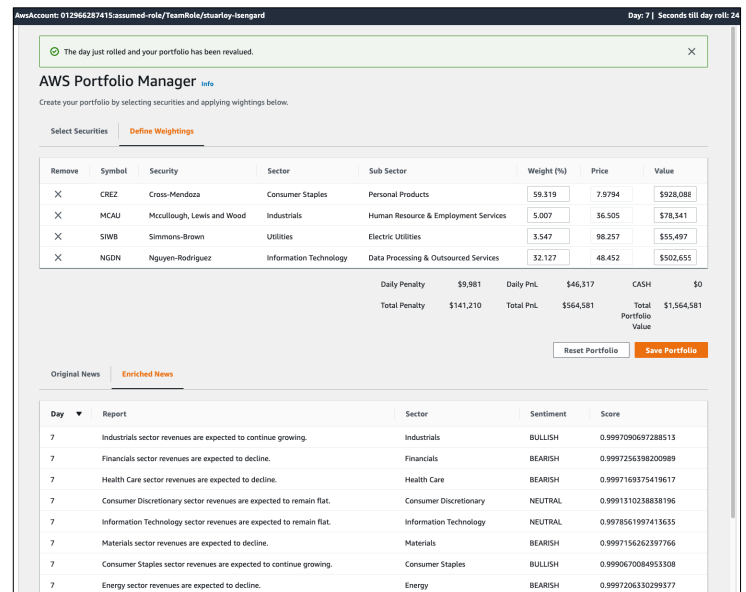 AwsAccount: 012966287415:assumed-role/TeamRole/stuarloy-Isengard Day: 7 | Seconds till day roll: 24
The day just rolled and your portfolio has been revalued.
AWS Portfolio Manager Info
Create your portfolio by selecting securities and applying wightings below.
Select Securities Define Weightings
Remove Symbol Security Sector Sub Sector Weight (%) Price Value
CREZ Cross-Mendoza Consumer Staples Personal Products 59.319 7.9794 $928,088
MCAU Mccullough, Lewis and Wood Industrials Human Resource & Employment Services 5.007 36.505 $78,341
SIWB Simmons-Brown Utilities Electric Utilities 3.547 98.257 $55,497
NGDN Nguyen-Rodriguez Information Technology Data Processing & Outsourced Services 32.127 48.452 $502,655
Daily Penalty $9,981 Daily PnL $46,317 CASH $0
Total Penalty $141,210 Total PnL $564,581 Total Portfolio Value $1,564,581
Reset Portfolio Save Portfolio
Original News Enriched News
Day ▼ Report Sector Sentiment Score
7 Industrials sector revenues are expected to continue growing. Industrials BULLISH 0.9997090697288513
7 Financials sector revenues are expected to decline. Financials BEARISH 0.9997256398200989
7 Health Care sector revenues are expected to decline. Health Care BEARISH 0.9997169375419617
7 Consumer Discretionary sector revenues are expected to remain flat. Consumer Discretionary NEUTRAL 0.9991310238838196
7 Information Technology sector revenues are expected to remain flat. Information Technology NEUTRAL 0.9978561997413635
7 Materials sector revenues are expected to decline. Materials BEARISH 0.9997156262397766
7 Consumer Staples sector revenues are expected to continue growing. Consumer Staples BULLISH 0.9990670084953308
7 Energy sector revenues are expected to decline. Energy BEARISH 0.9997206330299377